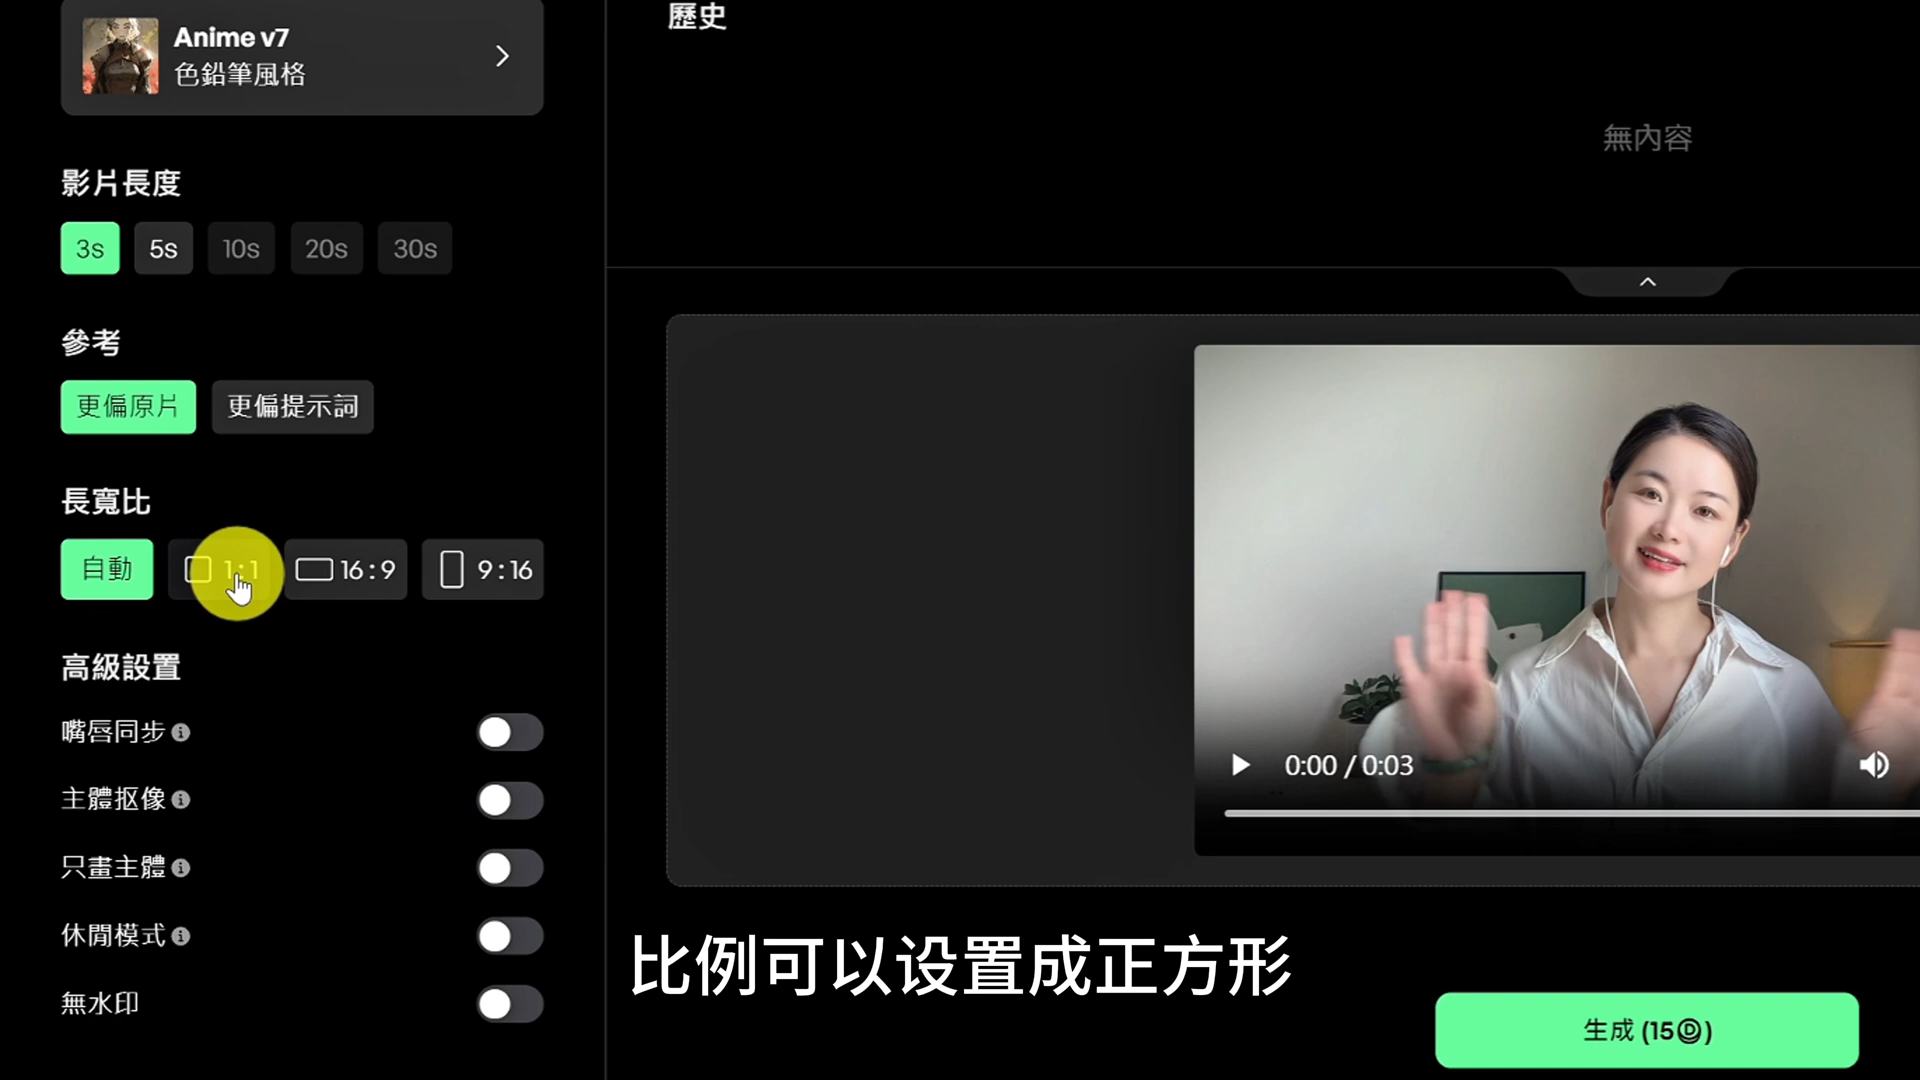 Anime v7
色鉛筆風格
影片長度
3s 5s 10s 20s 30s
參考
更偏原片 更偏提示詞
長寬比
自動 1:1 16:9 9:16
高級設置
嘴唇同步
主體抠像
只畫主體
休閒模式
無水印
歷史
無內容
0:00 / 0:03
比例可以设置成正方形
生成 (15Ⓓ)